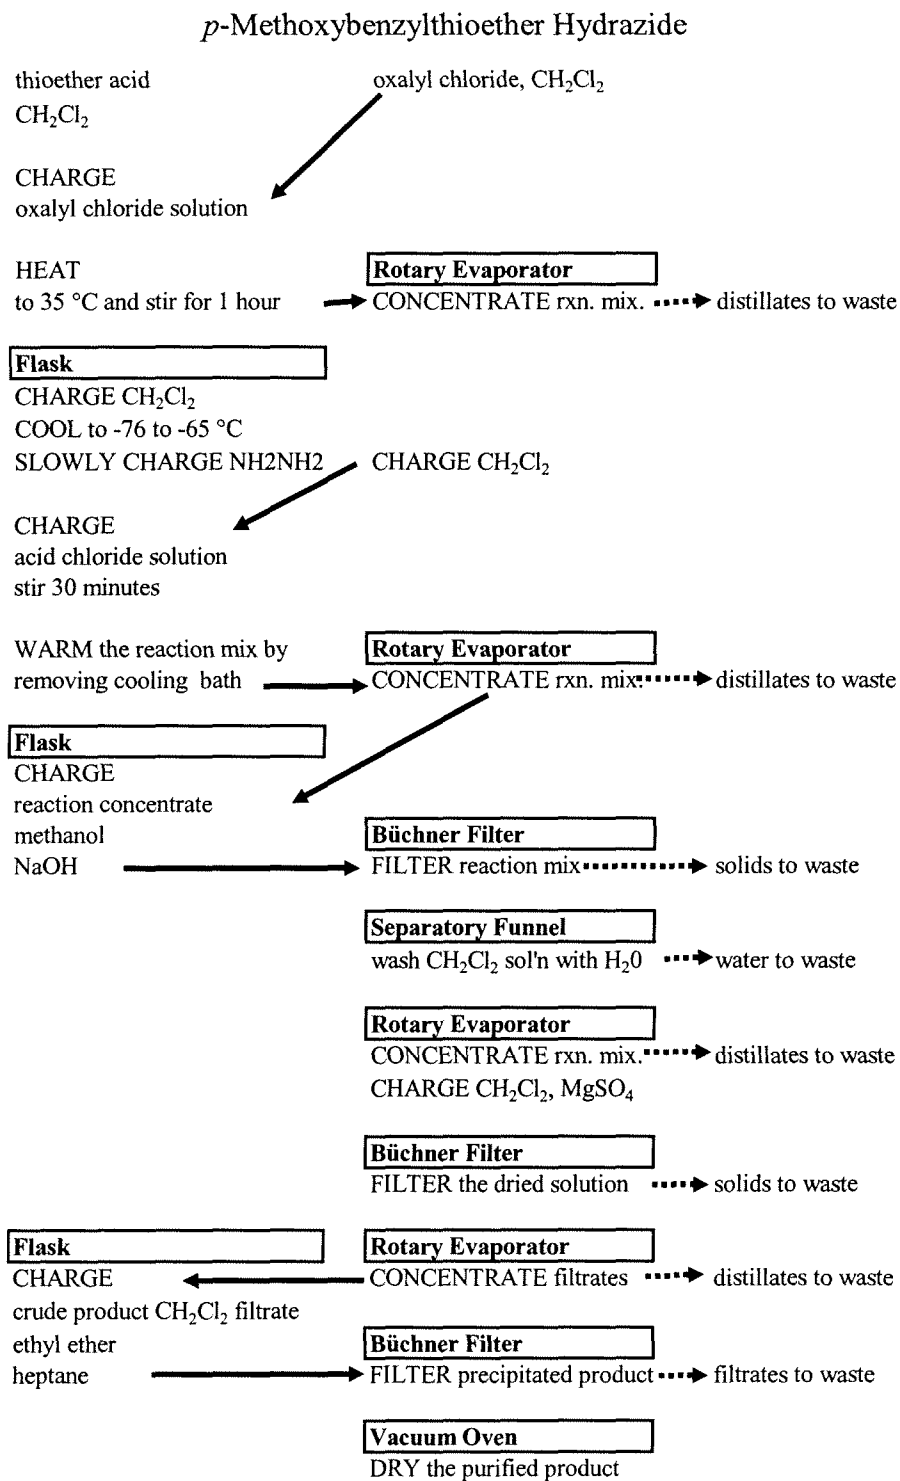 p-Methoxybenzylthioether Hydrazide
thioether acid
CH₂Cl₂
oxalyl chloride, CH₂Cl₂
CHARGE
oxalyl chloride solution
HEAT
to 35 °C and stir for 1 hour
Rotary Evaporator
CONCENTRATE rxn. mix.
distillates to waste
Flask
CHARGE CH₂Cl₂
COOL to -76 to -65 °C
SLOWLY CHARGE NH2NH2
CHARGE CH₂Cl₂
CHARGE
acid chloride solution
stir 30 minutes
WARM the reaction mix by
removing cooling bath
Rotary Evaporator
CONCENTRATE rxn. mix.
distillates to waste
Flask
CHARGE
reaction concentrate
methanol
NaOH
Büchner Filter
FILTER reaction mix
solids to waste
Separatory Funnel
wash CH₂Cl₂ sol'n with H₂0
water to waste
Rotary Evaporator
CONCENTRATE rxn. mix.
distillates to waste
CHARGE CH₂Cl₂, MgSO₄
Büchner Filter
FILTER the dried solution
solids to waste
Flask
CHARGE
crude product CH₂Cl₂ filtrate
ethyl ether
heptane
Rotary Evaporator
CONCENTRATE filtrates
distillates to waste
Büchner Filter
FILTER precipitated product
filtrates to waste
Vacuum Oven
DRY the purified product